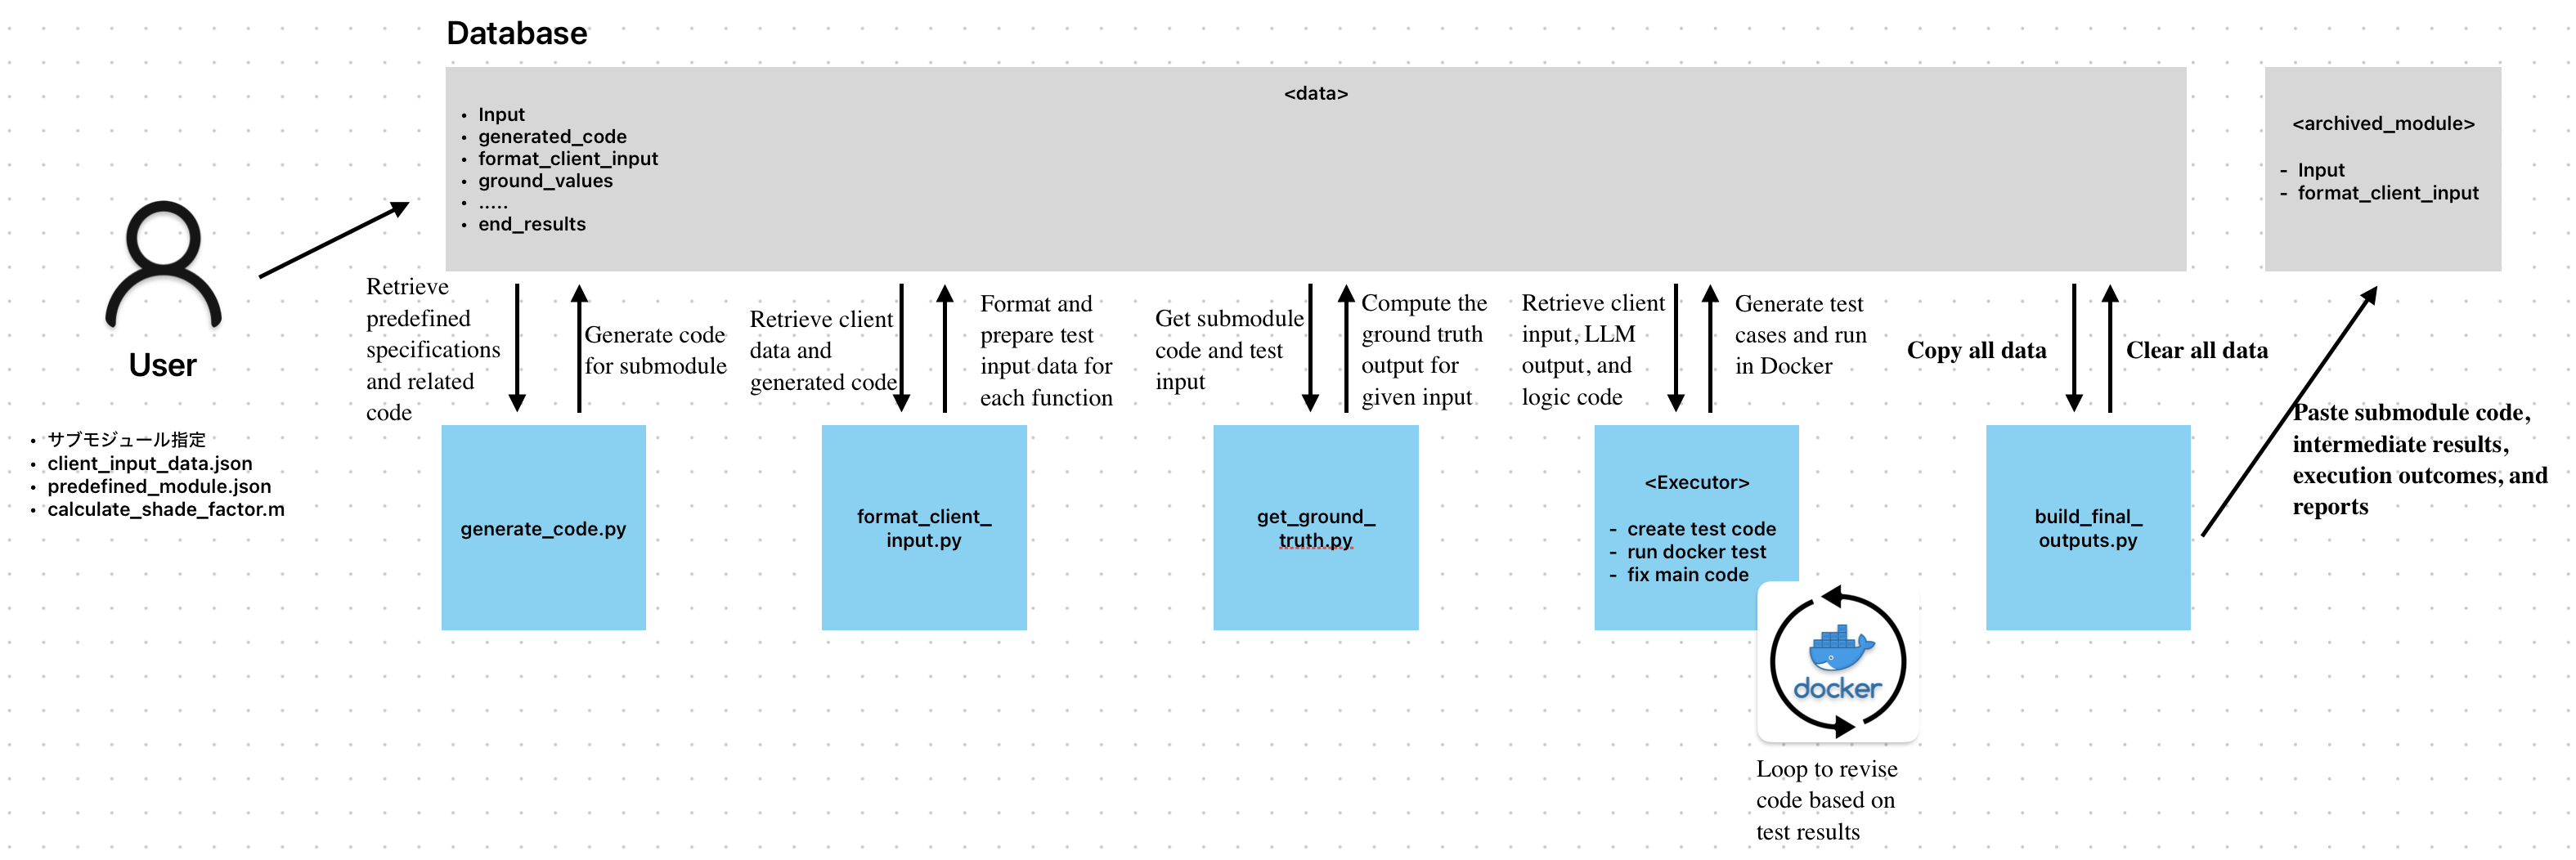 Database
<data>
• Input
• generated_code
• format_client_input
• ground_values
• .....
• end_results
<archived_module>
- Input
- format_client_input
User
• サブモジュール指定
• client_input_data.json
• predefined_module.json
• calculate_shade_factor.m
Retrieve
predefined
specifications
and related
code
Generate code
for submodule
Retrieve client
data and
generated code
Format and
prepare test
input data for
each function
Get submodule
code and test
input
Compute the
ground truth
output for
given input
Retrieve client
input, LLM
output, and
logic code
Generate test
cases and run
in Docker
Copy all data
Clear all data
Paste submodule code,
intermediate results,
execution outcomes, and
reports
generate_code.py
format_client_
input.py
get_ground_
truth.py
<Executor>
- create test code
- run docker test
- fix main code
build_final_
outputs.py
docker
Loop to revise
code based on
test results